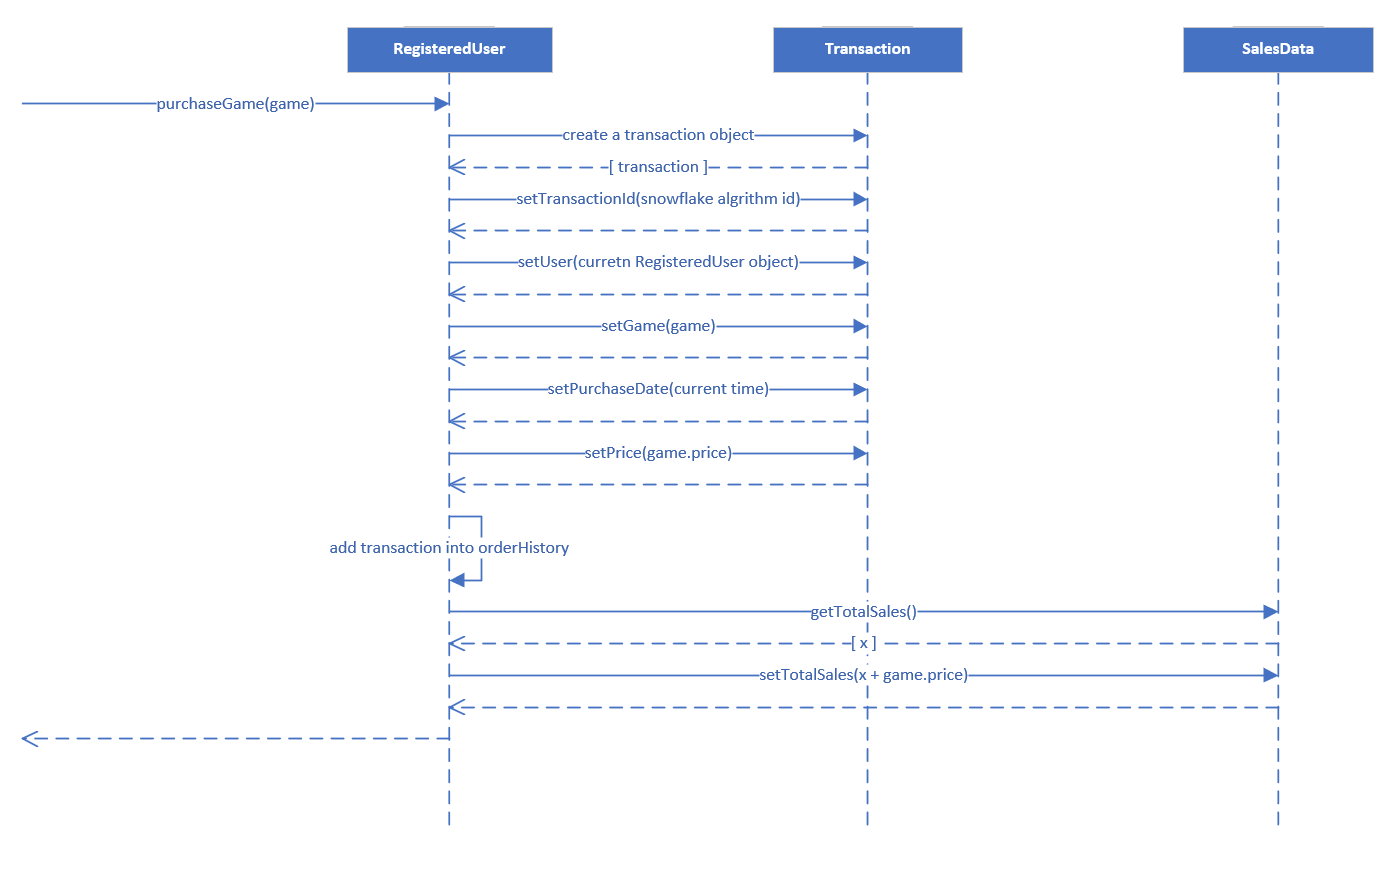 RegisteredUser
Transaction
SalesData
purchaseGame(game)
create a transaction object
[ transaction ]
setTransactionId(snowflake algrithm id)
setUser(curretn RegisteredUser object)
setGame(game)
setPurchaseDate(current time)
setPrice(game.price)
add transaction into orderHistory
getTotalSales()
[ x ]
setTotalSales(x + game.price)